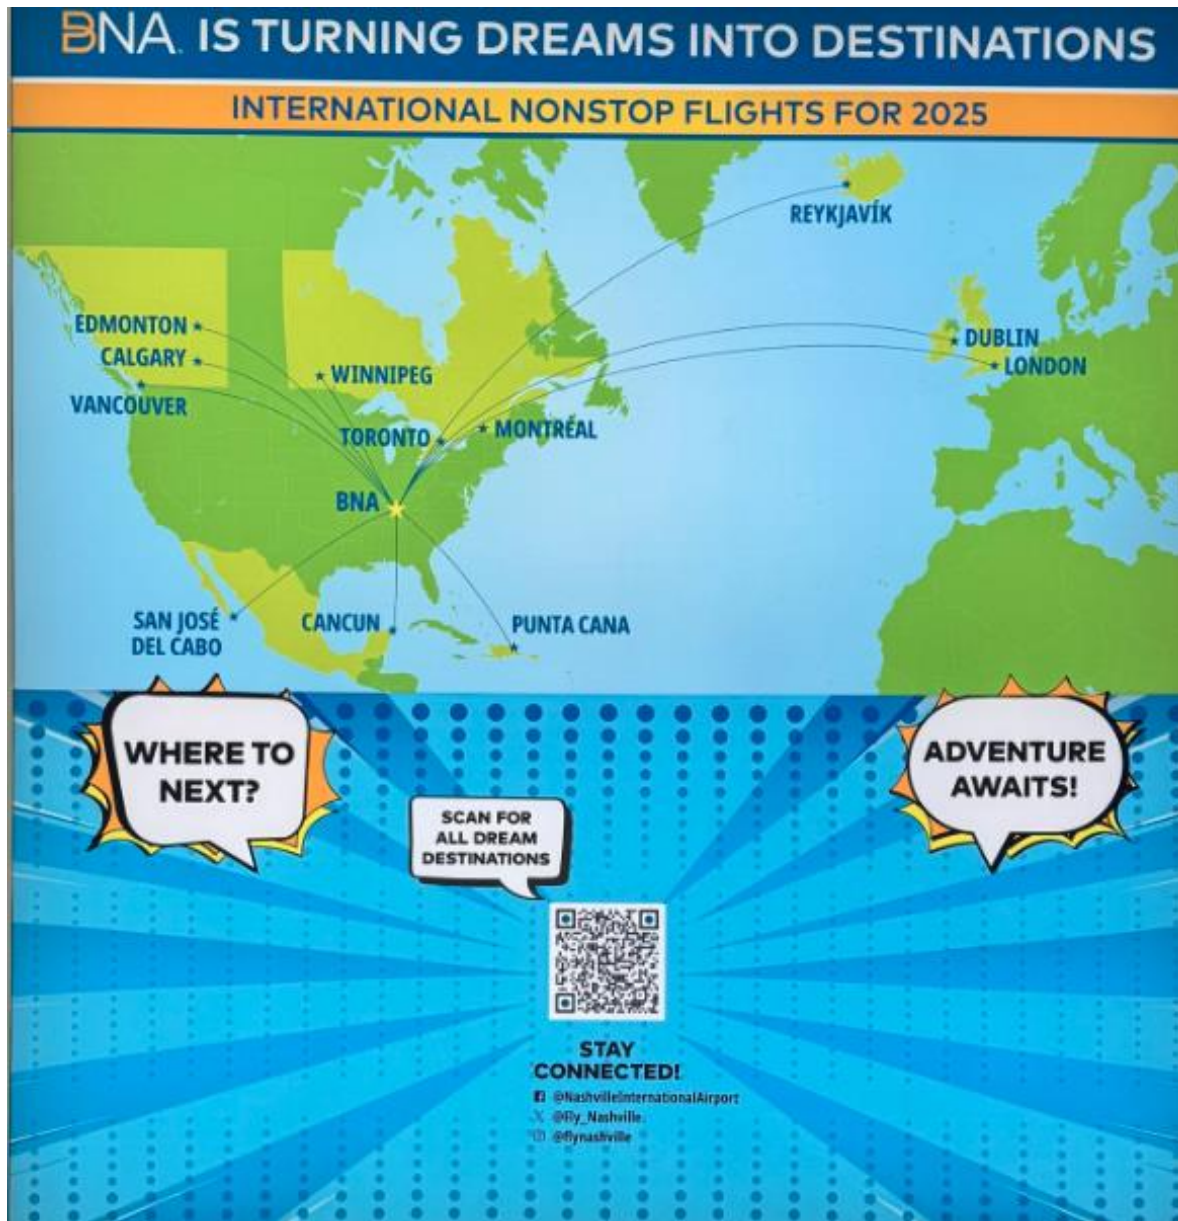 BNA IS TURNING DREAMS INTO DESTINATIONS
INTERNATIONAL NONSTOP FLIGHTS FOR 2025
REYKJAVÍK
EDMONTON
CALGARY
VANCOUVER
WINNIPEG
TORONTO
MONTRÉAL
DUBLIN
LONDON
BNA
SAN JOSÉ
DEL CABO
CANCUN
PUNTA CANA
WHERE TO
NEXT?
ADVENTURE
AWAITS!
SCAN FOR
ALL DREAM
DESTINATIONS
STAY
CONNECTED!
@NashvilleInternationalAirport
@Fly_Nashville
@flynashville